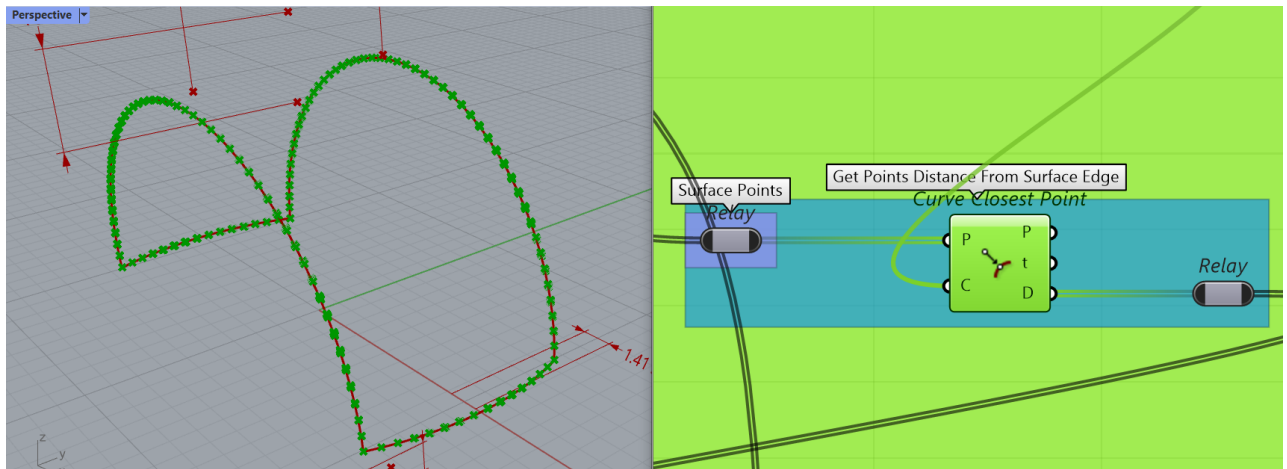 Perspective
1.41
z
y
Surface Points
Relay
Get Points Distance From Surface Edge
Curve Closest Point
P
C
P
t
D
Relay